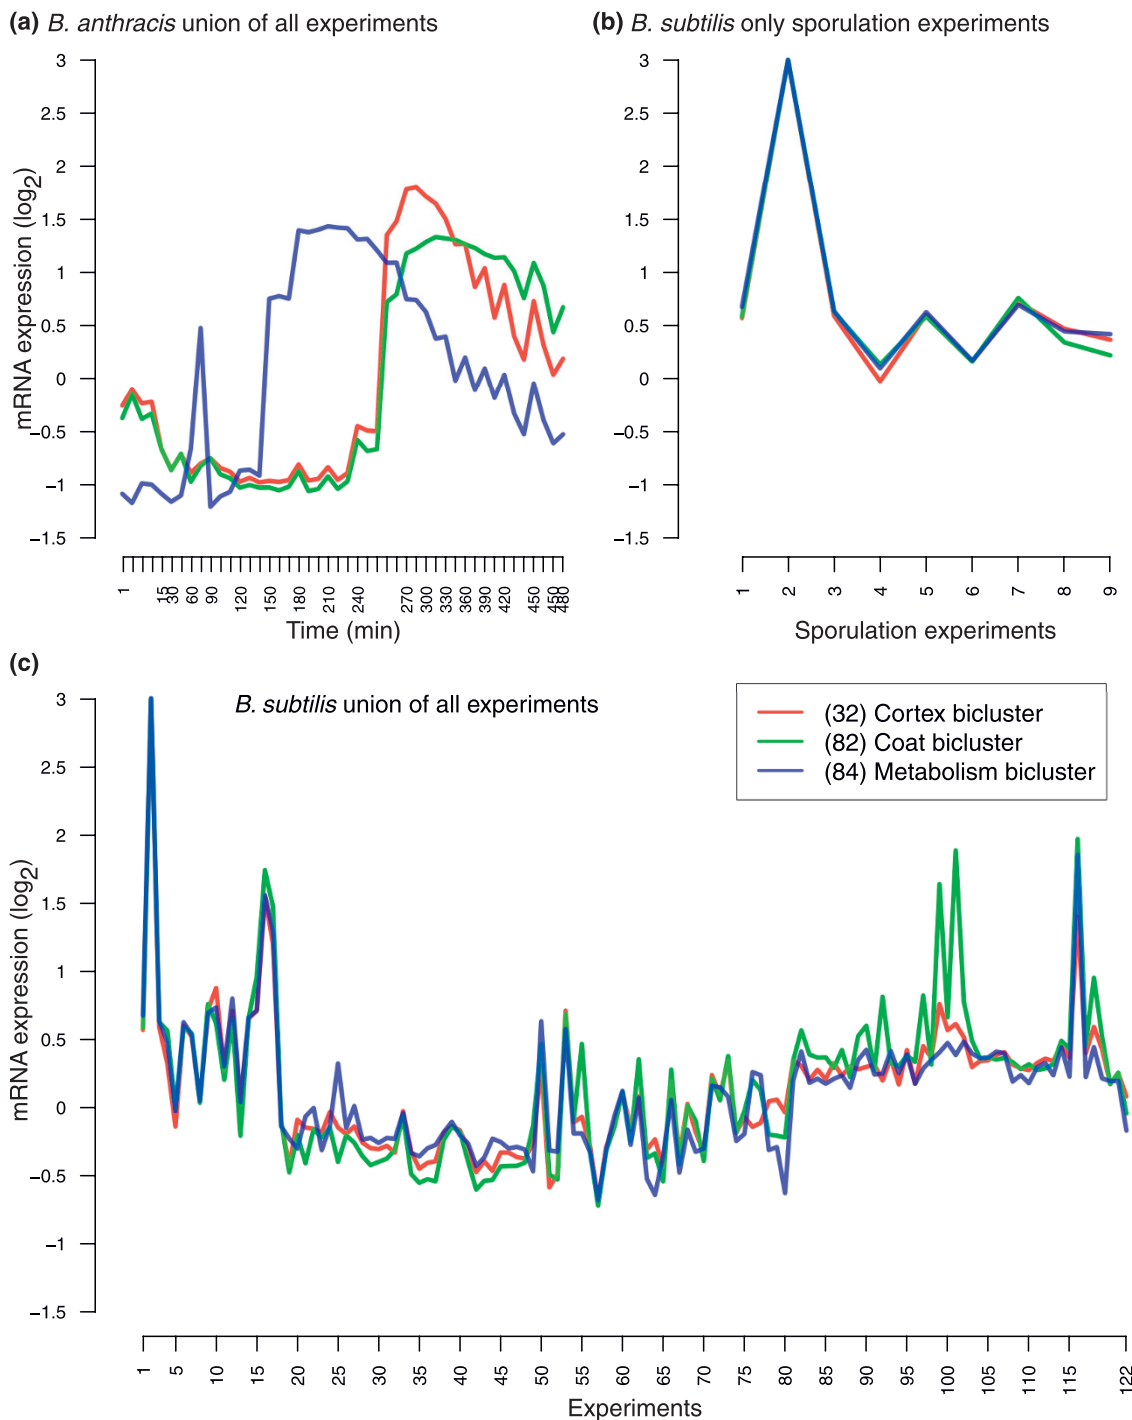 (a) B. anthracis union of all experiments
(b) B. subtilis only sporulation experiments
mRNA expression (log2)
3
2.5
2
1.5
1
0.5
0
−0.5
−1
−1.5
1 15 30 60 90 120 150 180 210 240 270 300 330 360 390 420 450 450 480
Time (min)
3
2.5
2
1.5
1
0.5
0
−0.5
−1
−1.5
1 2 3 4 5 6 7 8 9
Sporulation experiments
(c)
B. subtilis union of all experiments
(32) Cortex bicluster
(82) Coat bicluster
(84) Metabolism bicluster
mRNA expression (log2)
3
2.5
2
1.5
1
0.5
0
−0.5
−1
−1.5
1 5 10 15 20 25 30 35 40 45 50 55 60 65 70 75 80 85 90 95 100 105 110 115 122
Experiments